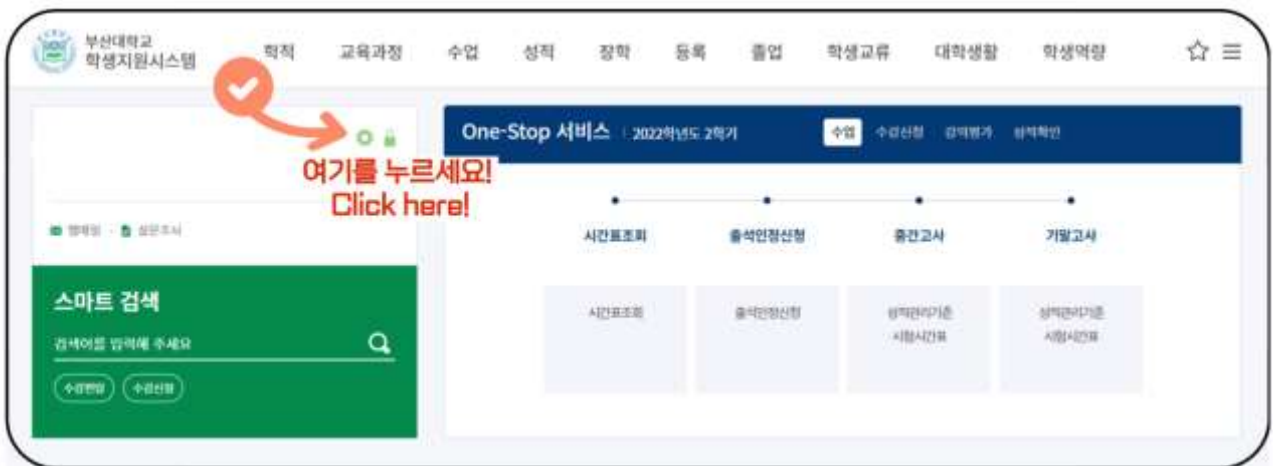 부산대학교
학생지원시스템
학적 교육과정 수업 성적 장학 등록 졸업 학생교류 대학생활 학생역량
여기를 누르세요!
Click here!
웹메일 설문조사
스마트 검색
검색어를 입력해 주세요
수강편람 수강신청
One-Stop 서비스 2022학년도 2학기 수업 수강신청 강의평가 성적확인
시간표조회 출석인정신청 중간고사 기말고사
시간표조회 출석인정신청 성적관리기준 성적관리기준
시험시간표 시험시간표